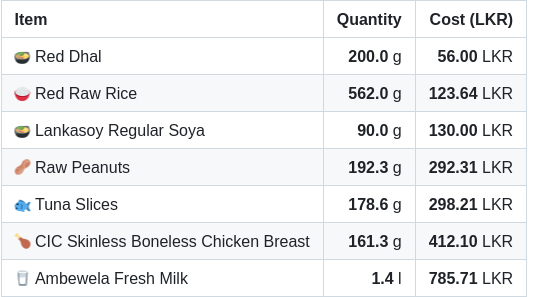 Item Quantity Cost (LKR)
Red Dhal 200.0 g 56.00 LKR
Red Raw Rice 562.0 g 123.64 LKR
Lankasoy Regular Soya 90.0 g 130.00 LKR
Raw Peanuts 192.3 g 292.31 LKR
Tuna Slices 178.6 g 298.21 LKR
CIC Skinless Boneless Chicken Breast 161.3 g 412.10 LKR
Ambewela Fresh Milk 1.4 l 785.71 LKR